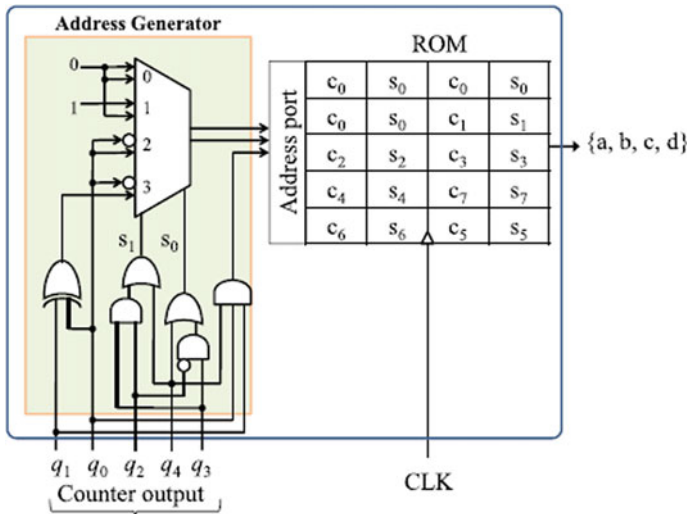 Address Generator
ROM
0
1
0
1
2
3
s1 s0
Address port
c0 s0 c0 s0
c0 s0 c1 s1
c2 s2 c3 s3
c4 s4 c7 s7
c6 s6 c5 s5
{a, b, c, d}
q1 q0 q2 q4 q3
CLK
Counter output